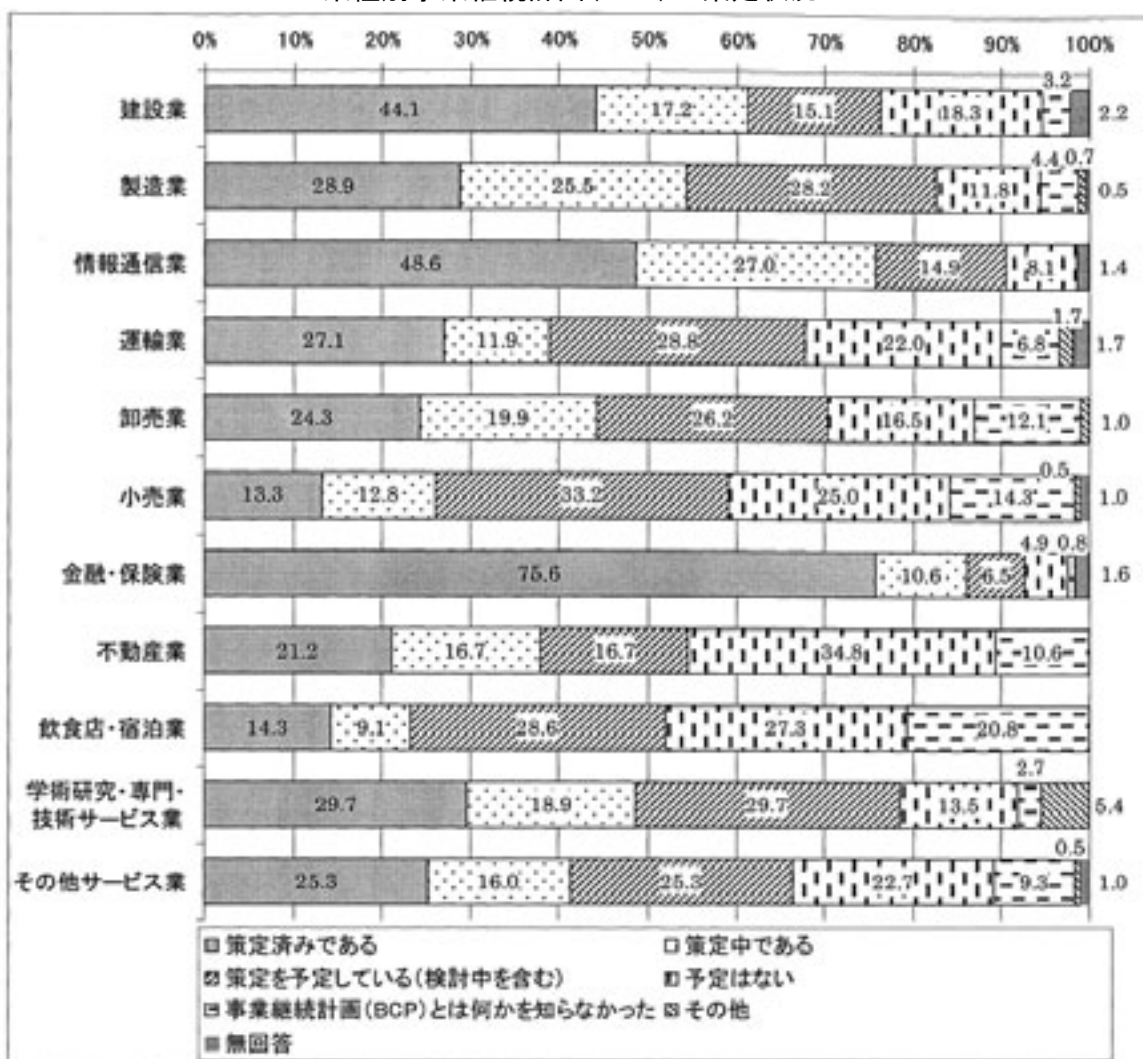 0% 10% 20% 30% 40% 50% 60% 70% 80% 90% 100%
建設業 44.1 17.2 15.1 18.3 3.2 2.2
製造業 28.9 25.5 28.2 11.8 4.4 0.7 0.5
情報通信業 48.6 27.0 14.9 8.1 1.4
運輸業 27.1 11.9 28.8 22.0 6.8 1.7 1.7
卸売業 24.3 19.9 26.2 16.5 12.1 1.0
小売業 13.3 12.8 33.2 25.0 14.3 0.5 1.0
金融・保険業 75.6 10.6 6.5 4.9 0.8 1.6
不動産業 21.2 16.7 16.7 34.8 10.6
飲食店・宿泊業 14.3 9.1 28.6 27.3 20.8
学術研究・専門・
技術サービス業 29.7 18.9 29.7 13.5 2.7 5.4
その他サービス業 25.3 16.0 25.3 22.7 9.3 0.5 1.0
策定済みである 策定中である
策定を予定している(検討中を含む) 予定はない
事業継続計画(BCP)とは何かを知らなかった その他
無回答